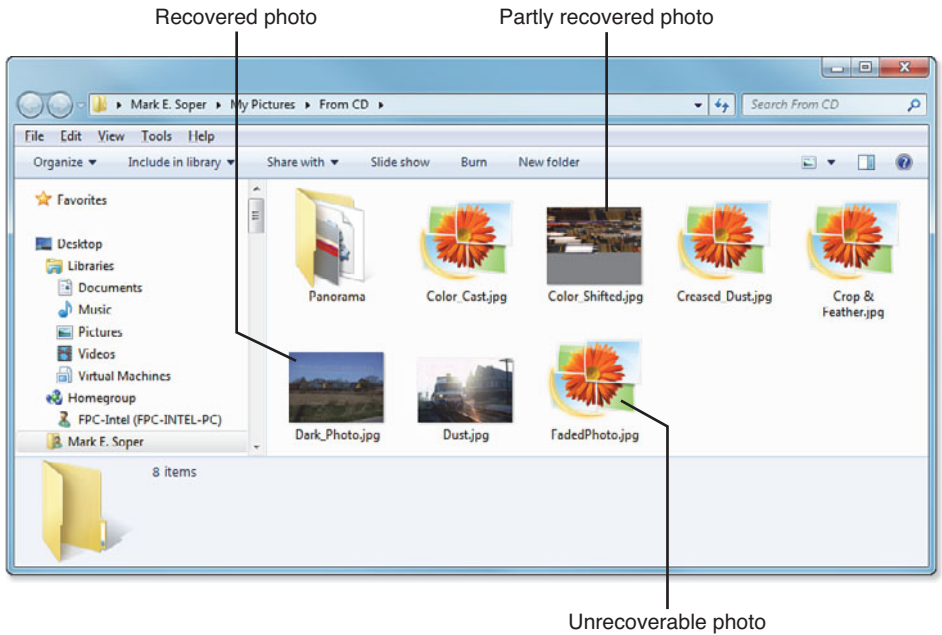 Recovered photo
Partly recovered photo
Mark E. Soper ▸ My Pictures ▸ From CD ▸
Search From CD
File Edit View Tools Help
Organize ▾ Include in library ▾ Share with ▾ Slide show Burn New folder
Favorites
Desktop
Libraries
Documents
Music
Pictures
Videos
Virtual Machines
Homegroup
FPC-Intel (FPC-INTEL-PC)
Mark E. Soper
Panorama
Color_Cast.jpg
Color_Shifted.jpg
Creased_Dust.jpg
Crop &
Feather.jpg
Dark_Photo.jpg
Dust.jpg
FadedPhoto.jpg
8 items
Unrecoverable photo